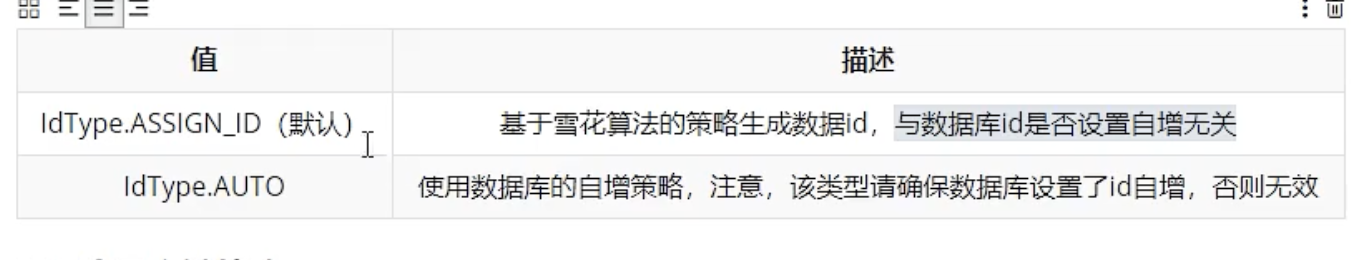 值 描述
IdType.ASSIGN_ID（默认） 基于雪花算法的策略生成数据id，与数据库id是否设置自增无关
IdType.AUTO 使用数据库的自增策略，注意，该类型请确保数据库设置了id自增，否则无效